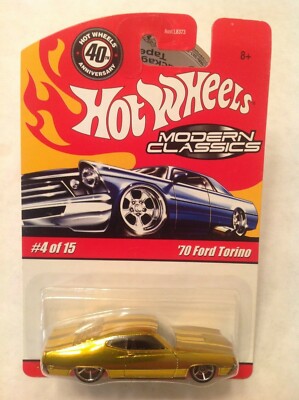 HOT WHEELS
40th
ANNIVERSARY
8+
HOT WHEELS
MODERN
CLASSICS
#4 of 15
'70 Ford Torino